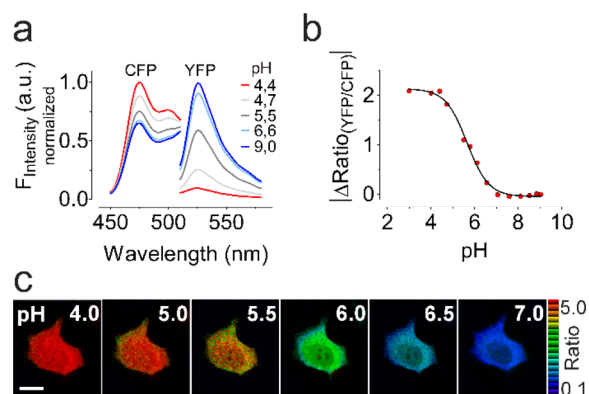 a
F Intensity (a.u.)
normalized
1.0
0.5
0.0
CFP
YFP
pH
4,4
4,7
5,5
6,6
9,0
450
500
550
Wavelength (nm)
b
|ΔRatio(YFP/CFP)|
2
1
0
2
4
6
8
10
pH
c
pH 4.0
5.0
5.5
6.0
6.5
7.0
5.0
Ratio
0.1